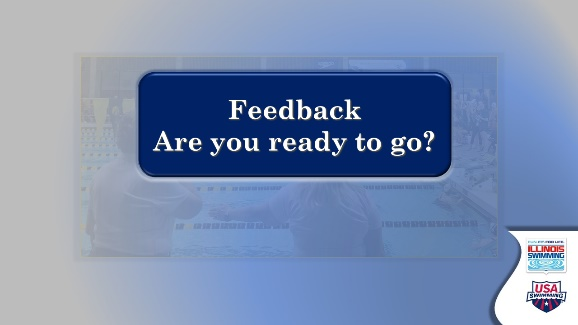 Feedback
Are you ready to go?
ILLINOIS
SWIMMING
USA
SWIMMING